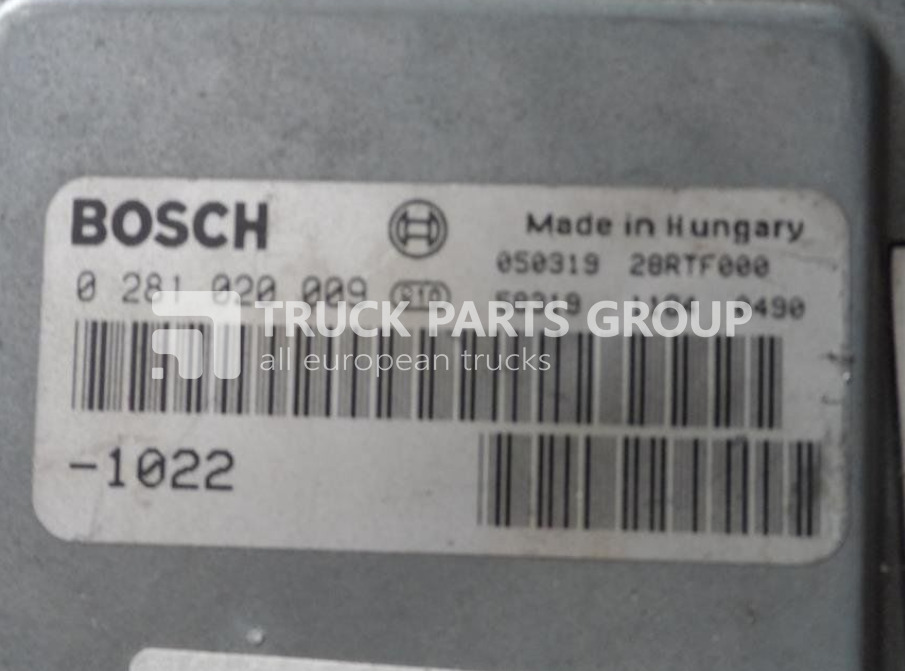 BOSCH
Made in Hungary
050319 28RTF000
0 281 020 009
TRUCK PARTS GROUP
all european trucks
-1022